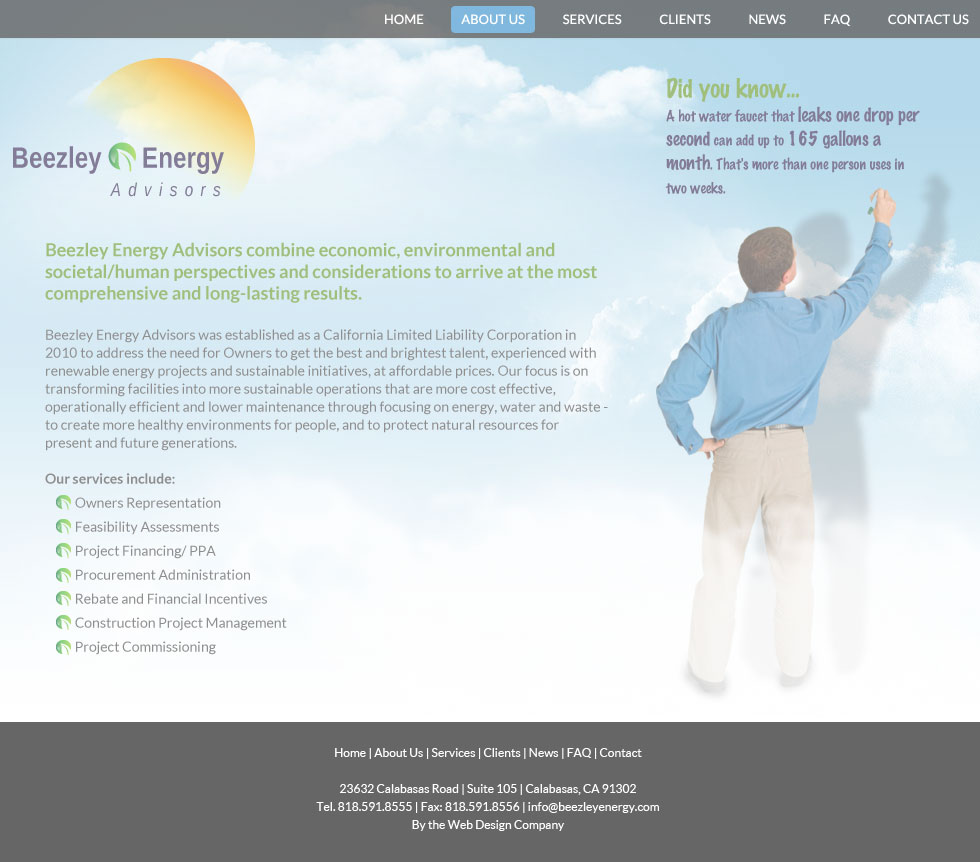 HOME ABOUT US SERVICES CLIENTS NEWS FAQ CONTACT US
Beezley Energy
Advisors
Did you know...
A hot water faucet that leaks one drop per
second can add up to 165 gallons a
month. That's more than one person uses in
two weeks.
Beezley Energy Advisors combine economic, environmental and
societal/human perspectives and considerations to arrive at the most
comprehensive and long-lasting results.
Beezley Energy Advisors was established as a California Limited Liability Corporation in
2010 to address the need for Owners to get the best and brightest talent, experienced with
renewable energy projects and sustainable initiatives, at affordable prices. Our focus is on
transforming facilities into more sustainable operations that are more cost effective,
operationally efficient and lower maintenance through focusing on energy, water and waste -
to create more healthy environments for people, and to protect natural resources for
present and future generations.
Our services include:
Owners Representation
Feasibility Assessments
Project Financing/ PPA
Procurement Administration
Rebate and Financial Incentives
Construction Project Management
Project Commissioning
Home | About Us | Services | Clients | News | FAQ | Contact
23632 Calabasas Road | Suite 105 | Calabasas, CA 91302
Tel. 818.591.8555 | Fax: 818.591.8556 | info@beezleyenergy.com
By the Web Design Company